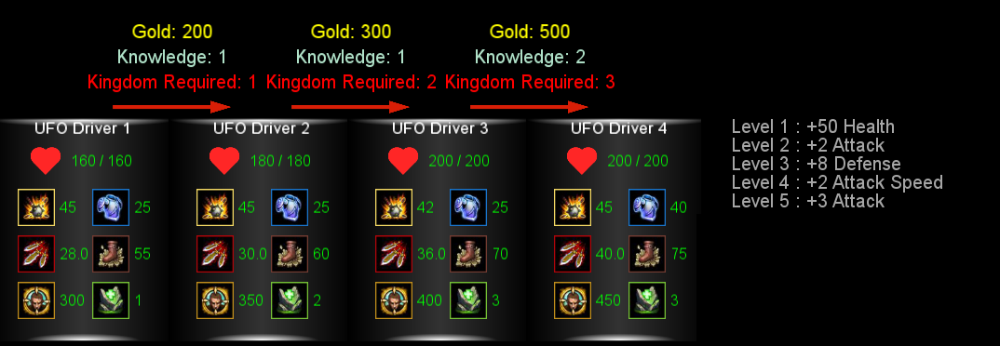 Gold: 200 Gold: 300 Gold: 500
Knowledge: 1 Knowledge: 1 Knowledge: 2
Kingdom Required: 1 Kingdom Required: 2 Kingdom Required: 3
UFO Driver 1 UFO Driver 2 UFO Driver 3 UFO Driver 4
160 / 160 180 / 180 200 / 200 200 / 200
45 25 45 25 42 25 45 40
28.0 55 30.0 60 36.0 70 40.0 75
300 1 350 2 400 3 450 3
Level 1 : +50 Health
Level 2 : +2 Attack
Level 3 : +8 Defense
Level 4 : +2 Attack Speed
Level 5 : +3 Attack